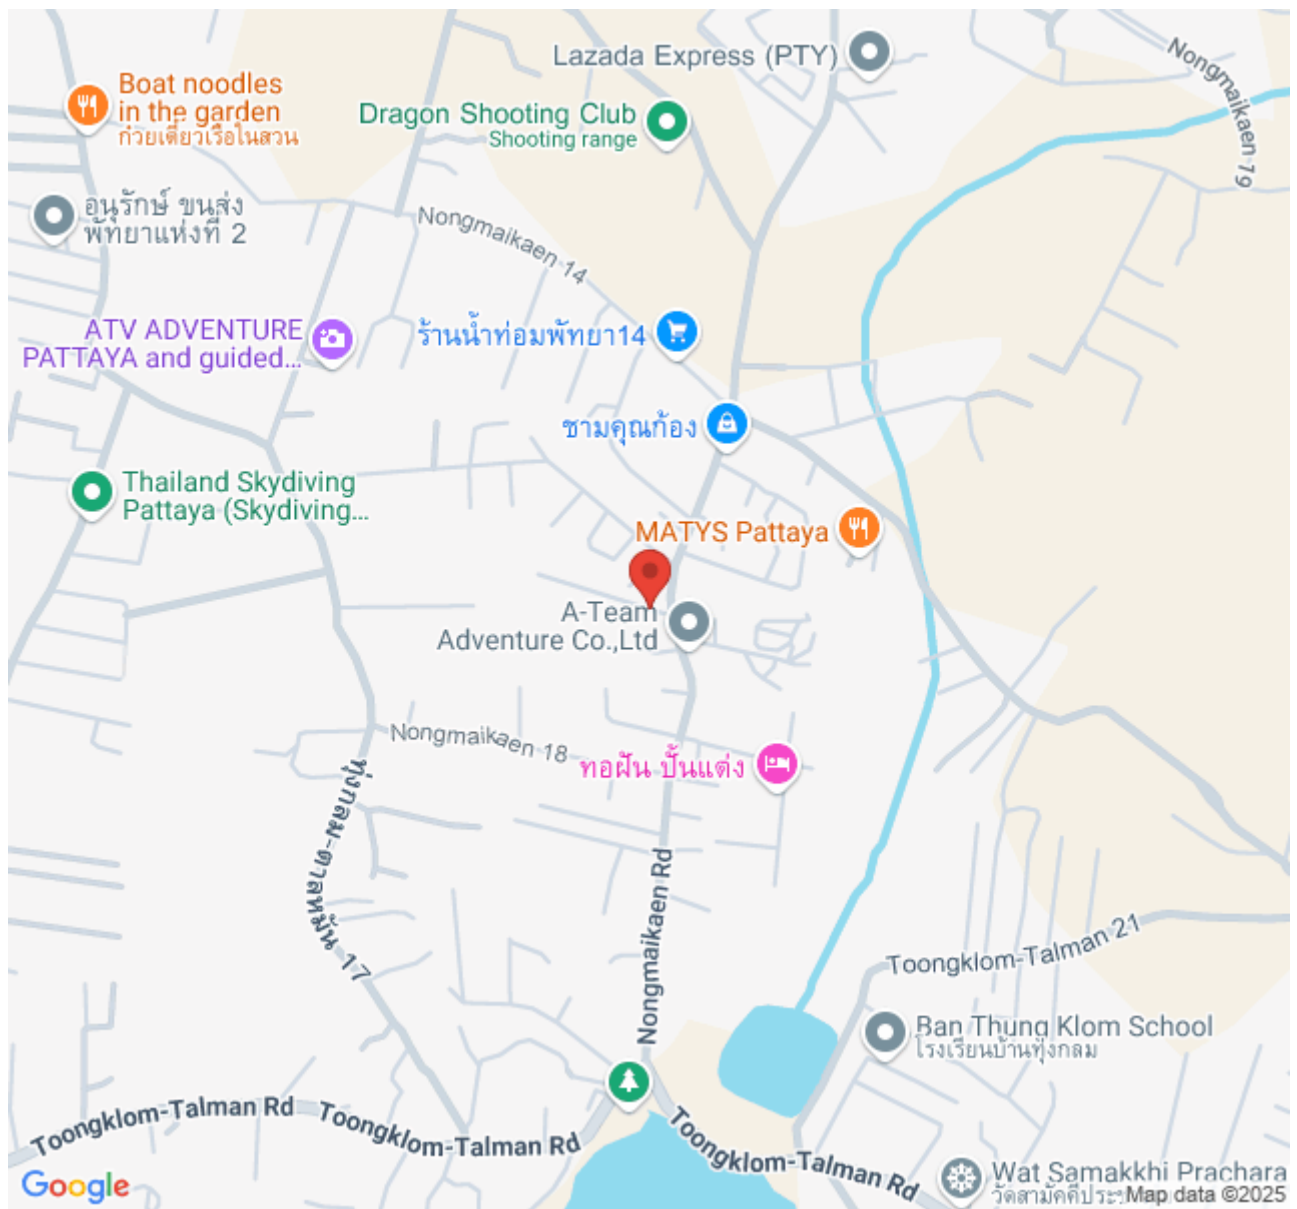 Lazada Express (PTY)
Nongmaikaen 19
Boat noodles
in the garden
ก๋วยเตี๋ยวเรือในสวน
Dragon Shooting Club
Shooting range
อนุรักษ์ ขนส่ง
พัทยาแห่งที่ 2
Nongmaikaen 14
ATV ADVENTURE
PATTAYA and guided...
ร้านน้ำท่อมพัทยา14
ชามคุณก้อง
Thailand Skydiving
Pattaya (Skydiving...
MATYS Pattaya
A-Team
Adventure Co.,Ltd
Nongmaikaen 18
ทอฝัน ปั้นแต่ง
ทุ่งกลม-ตาลหมัน 17
Nongmaikaen Rd
Toongklom-Talman 21
Ban Thung Klom School
โรงเรียนบ้านทุ่งกลม
Toongklom-Talman Rd
Toongklom-Talman Rd
Toongklom-Talman Rd
Wat Samakkhi Prachara
Google
Map data ©2025